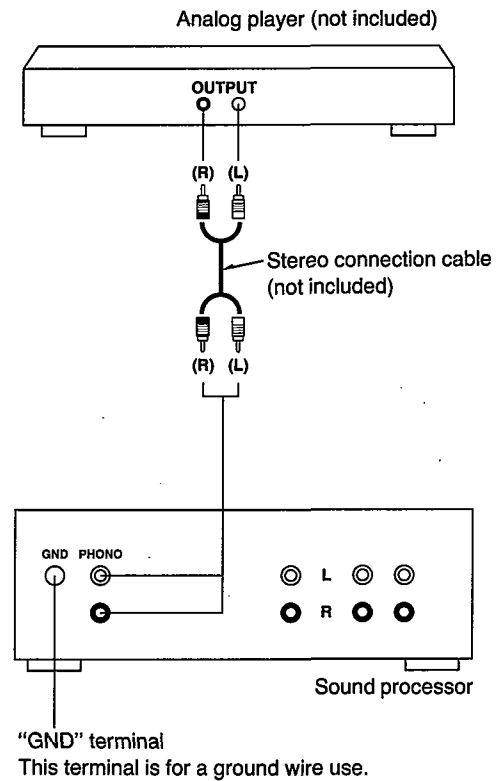 Analog player (not included)
OUTPUT
(R) (L)
Stereo connection cable
(not included)
(R) (L)
GND PHONO
L
R
Sound processor
“GND” terminal
This terminal is for a ground wire use.